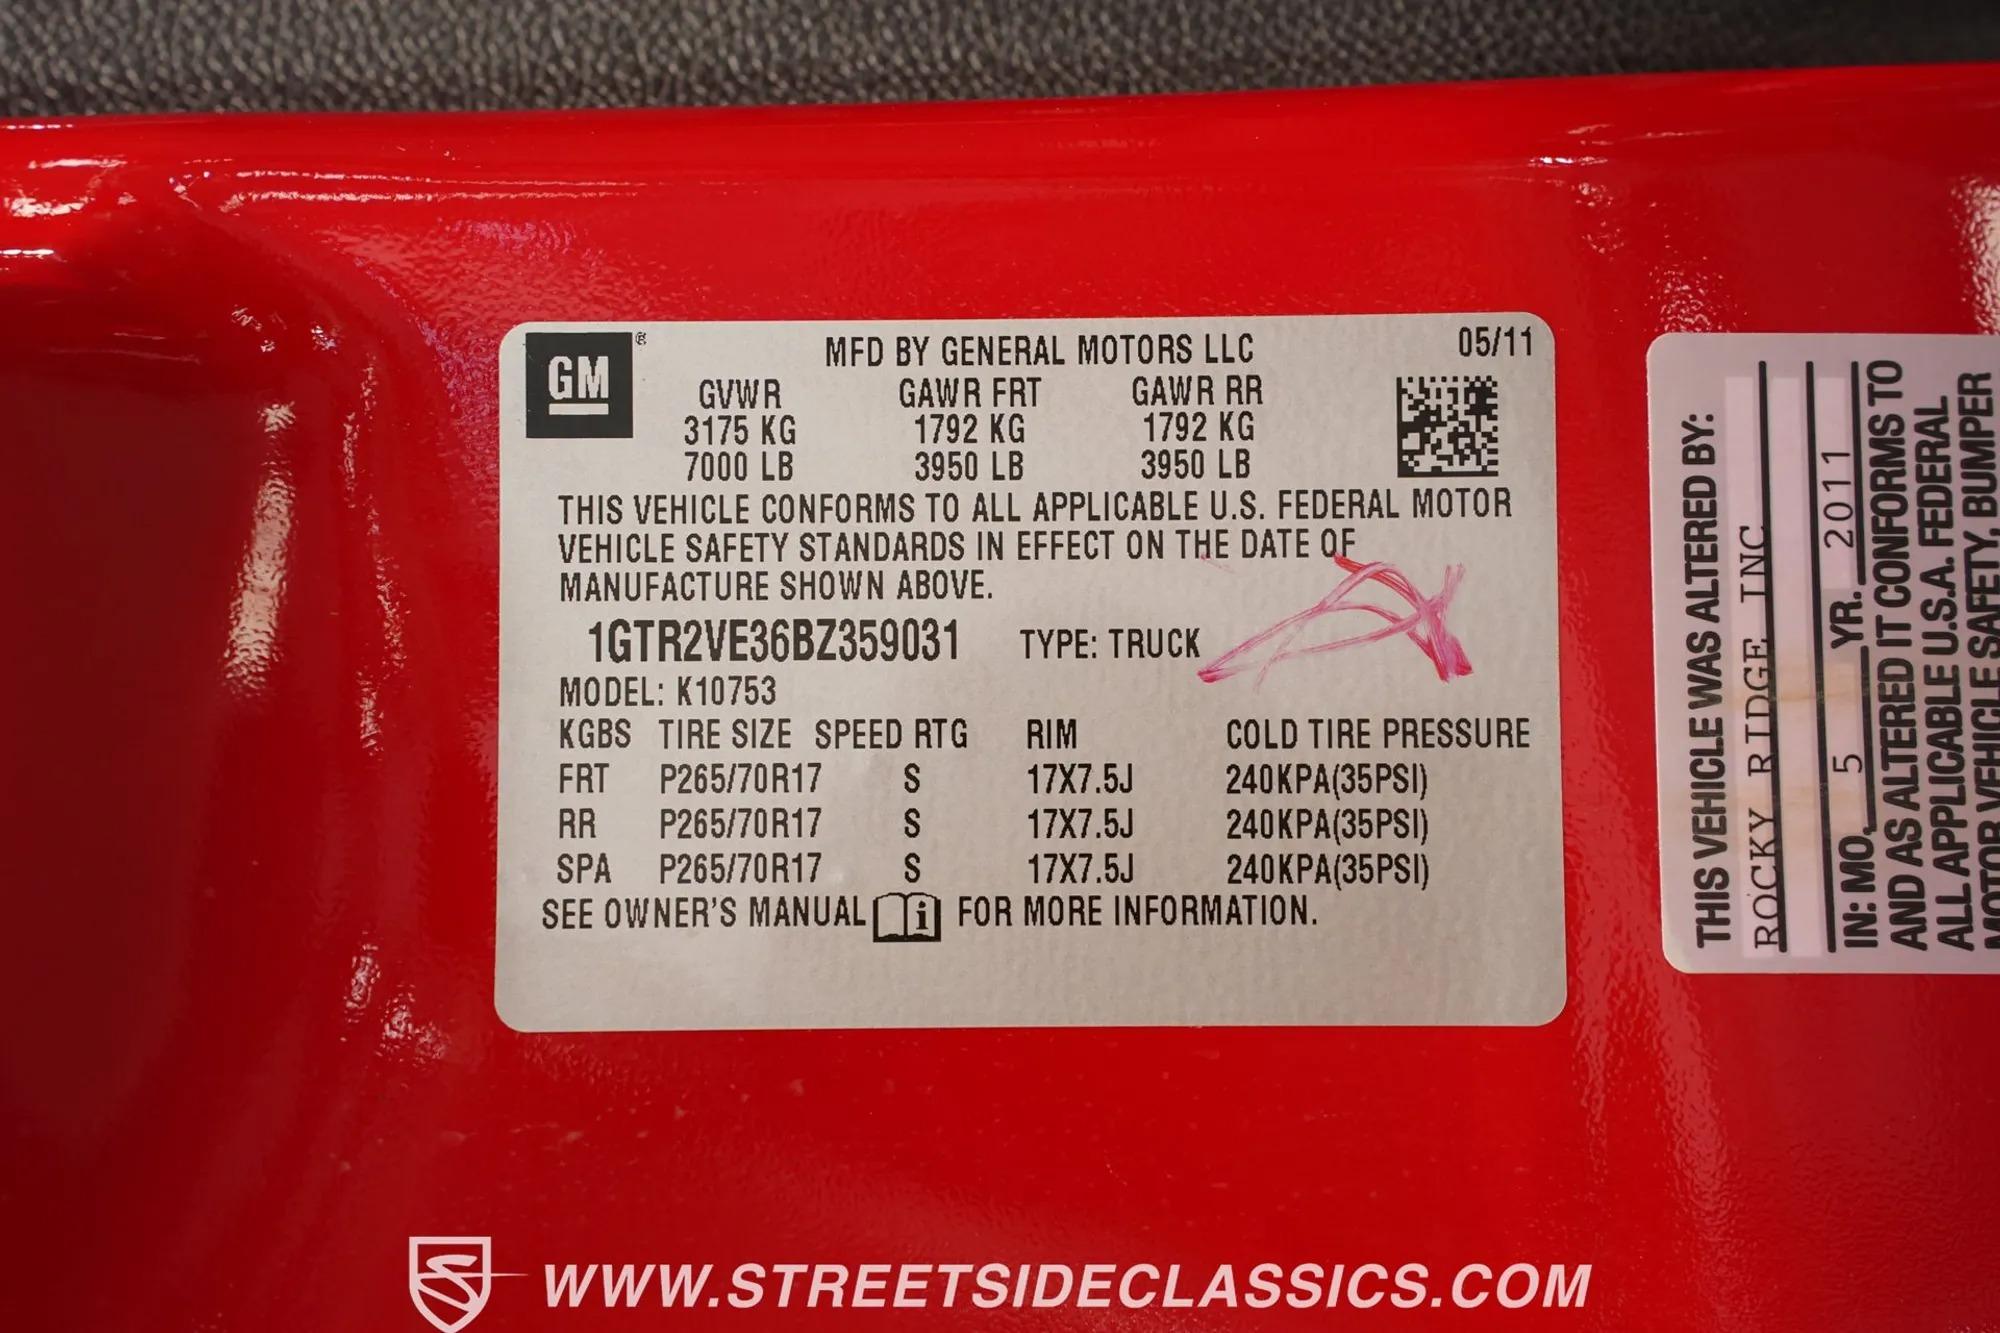 GM®
MFD BY GENERAL MOTORS LLC 05/11
GVWR GAWR FRT GAWR RR
3175 KG 1792 KG 1792 KG
7000 LB 3950 LB 3950 LB
THIS VEHICLE CONFORMS TO ALL APPLICABLE U.S. FEDERAL MOTOR
VEHICLE SAFETY STANDARDS IN EFFECT ON THE DATE OF
MANUFACTURE SHOWN ABOVE.
1GTR2VE36BZ359031 TYPE: TRUCK
MODEL: K10753
KGBS TIRE SIZE SPEED RTG RIM COLD TIRE PRESSURE
FRT P265/70R17 S 17X7.5J 240KPA(35PSI)
RR P265/70R17 S 17X7.5J 240KPA(35PSI)
SPA P265/70R17 S 17X7.5J 240KPA(35PSI)
SEE OWNER'S MANUAL i FOR MORE INFORMATION.
THIS VEHICLE WAS ALTERED BY:
ROCKY RIDGE INC
IN: MO. 5 YR. 2011
AND AS ALTERED IT CONFORMS TO
ALL APPLICABLE U.S.A. FEDERAL
MOTOR VEHICLE SAFETY, BUMPER
WWW.STREETSIDECLASSICS.COM